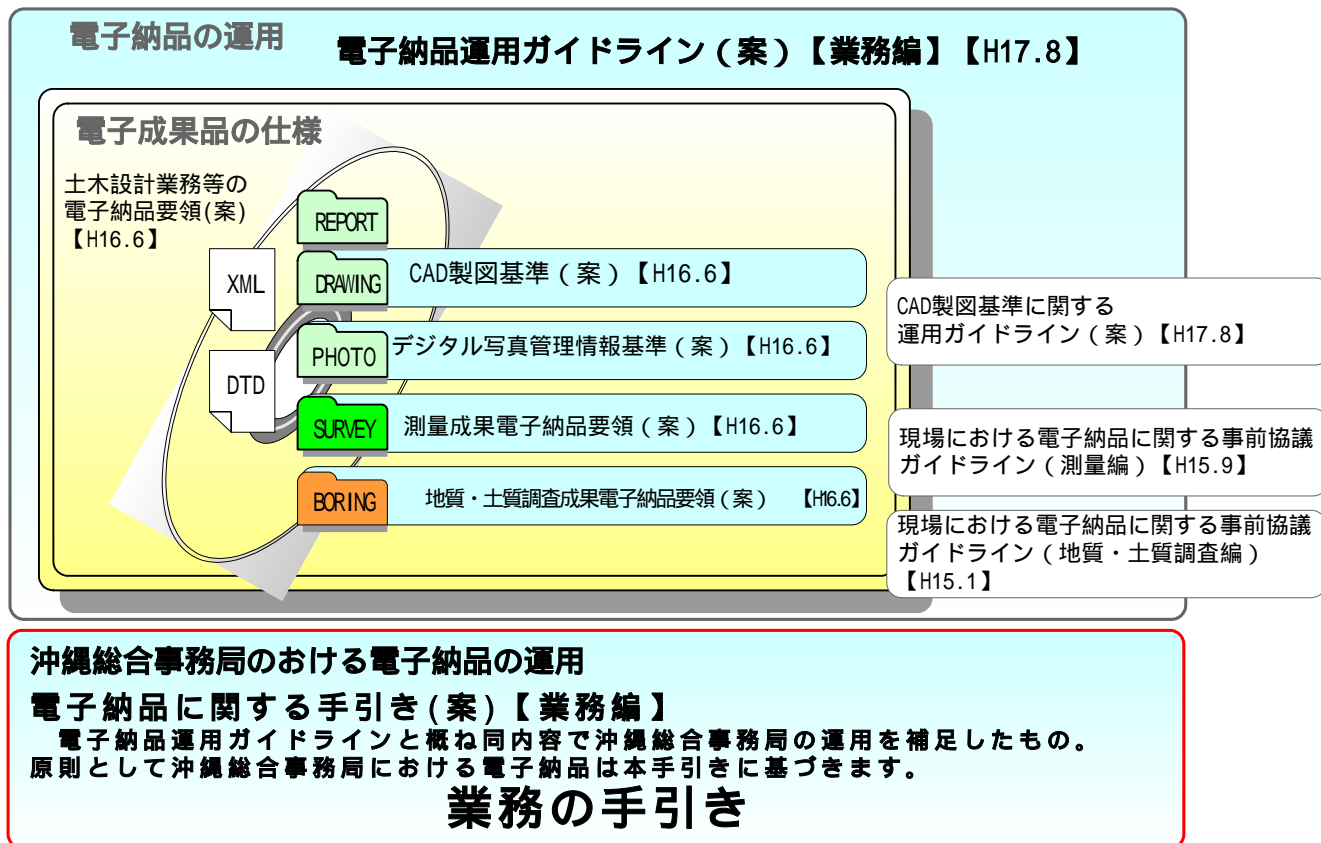 電子納品の運用
電子納品運用ガイドライン（案）【業務編】【H17.8】
電子成果品の仕様
土木設計業務等の
電子納品要領(案)
【H16.6】
XML
DTD
REPORT
DRAWING
CAD製図基準（案）【H16.6】
PHOTO
デジタル写真管理情報基準（案）【H16.6】
SURVEY
測量成果電子納品要領（案）【H16.6】
BORING
地質・土質調査成果電子納品要領（案）　【H16.6】
CAD製図基準に関する
運用ガイドライン（案）【H17.8】
現場における電子納品に関する事前協議
ガイドライン（測量編）【H15.9】
現場における電子納品に関する事前協議
ガイドライン（地質・土質調査編）
【H15.1】
沖縄総合事務局のおける電子納品の運用
電子納品に関する手引き(案)【業務編】
電子納品運用ガイドラインと概ね同内容で沖縄総合事務局の運用を補足したもの。
原則として沖縄総合事務局における電子納品は本手引きに基づきます。
業務の手引き